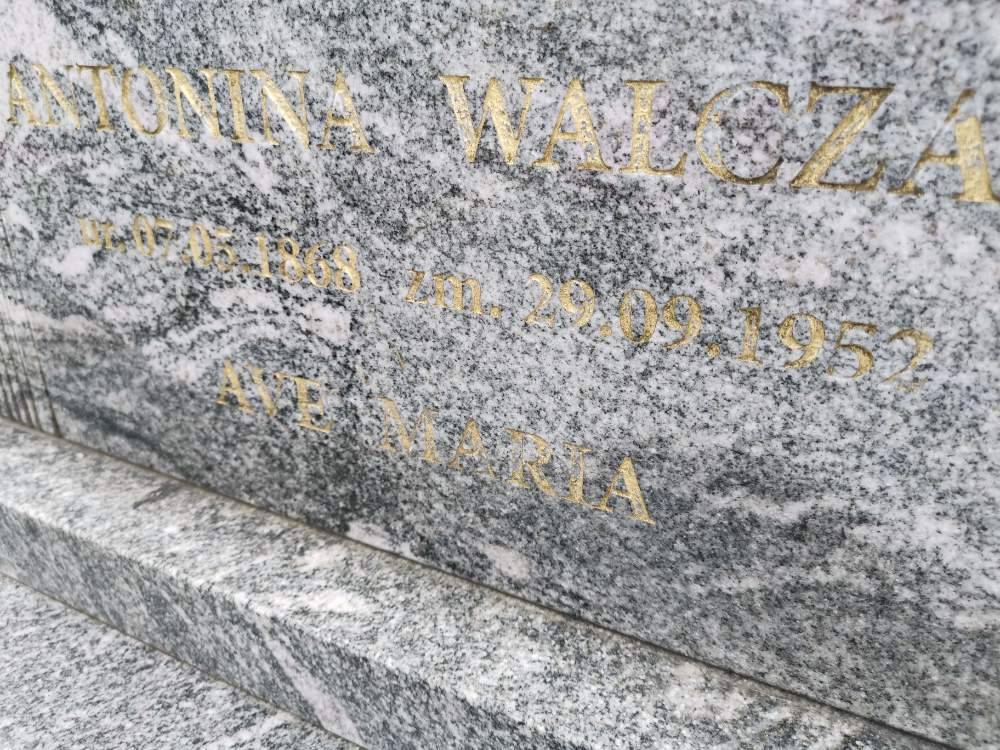 ANTONINA WALCZA
ur. 07.05.1868 zm. 29.09.1952
AVE MARIA